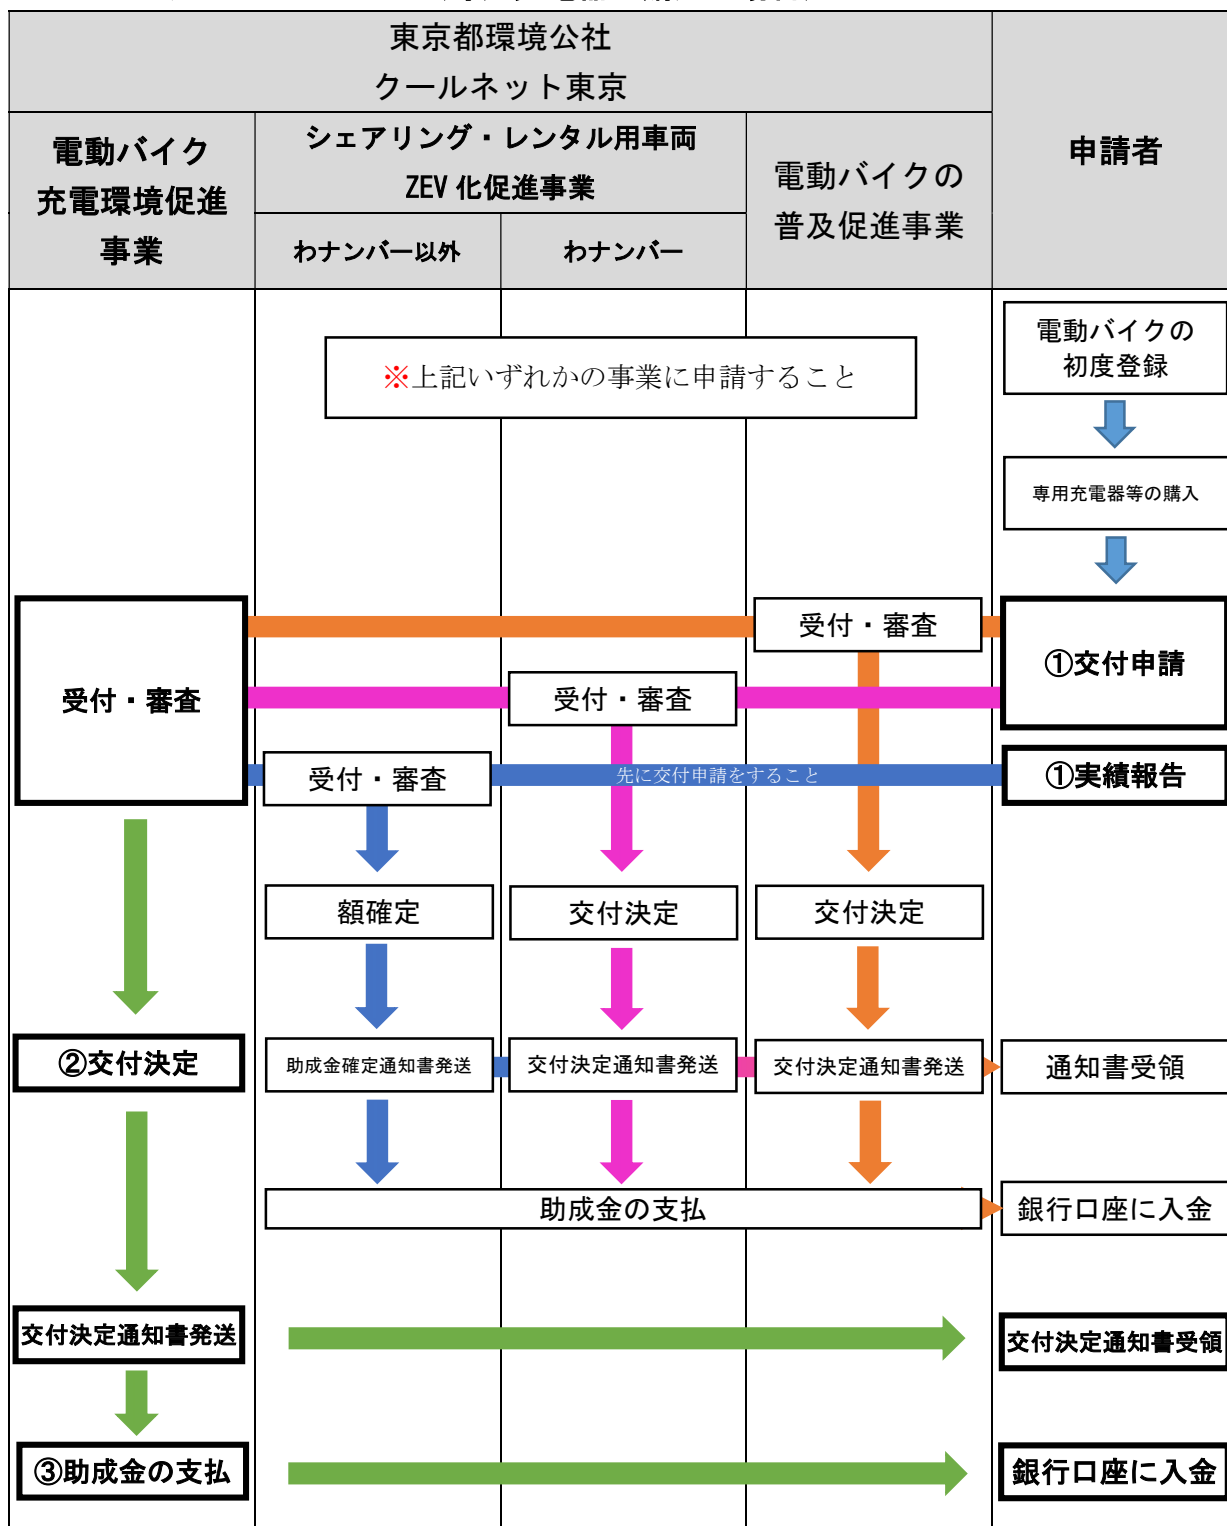 東京都環境公社
クールネット東京
申請者
電動バイク
充電環境促進
事業
シェアリング・レンタル用車両
ZEV 化促進事業
わナンバー以外
わナンバー
電動バイクの
普及促進事業
※上記いずれかの事業に申請すること
電動バイクの
初度登録
専用充電器等の購入
受付・審査
①交付申請
受付・審査
受付・審査
受付・審査
先に交付申請をすること
①実績報告
額確定
交付決定
交付決定
②交付決定
助成金確定通知書発送
交付決定通知書発送
交付決定通知書発送
通知書受領
助成金の支払
銀行口座に入金
交付決定通知書発送
交付決定通知書受領
③助成金の支払
銀行口座に入金